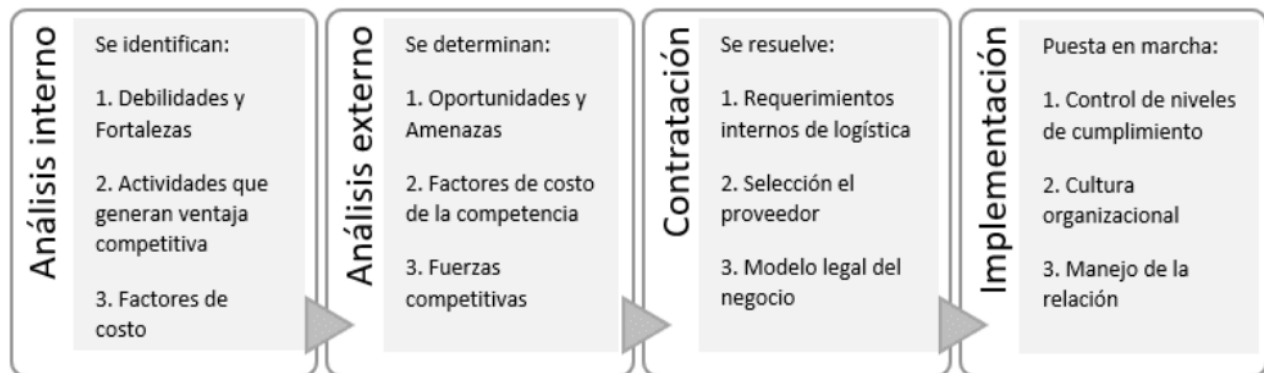 Análisis interno
Se identifican:
1. Debilidades y
Fortalezas
2. Actividades que
generan ventaja
competitiva
3. Factores de
costo
Análisis externo
Se determinan:
1. Oportunidades y
Amenazas
2. Factores de costo
de la competencia
3. Fuerzas
competitivas
Contratación
Se resuelve:
1. Requerimientos
internos de logística
2. Selección el
proveedor
3. Modelo legal del
negocio
Implementación
Puesta en marcha:
1. Control de niveles
de cumplimiento
2. Cultura
organizacional
3. Manejo de la
relación